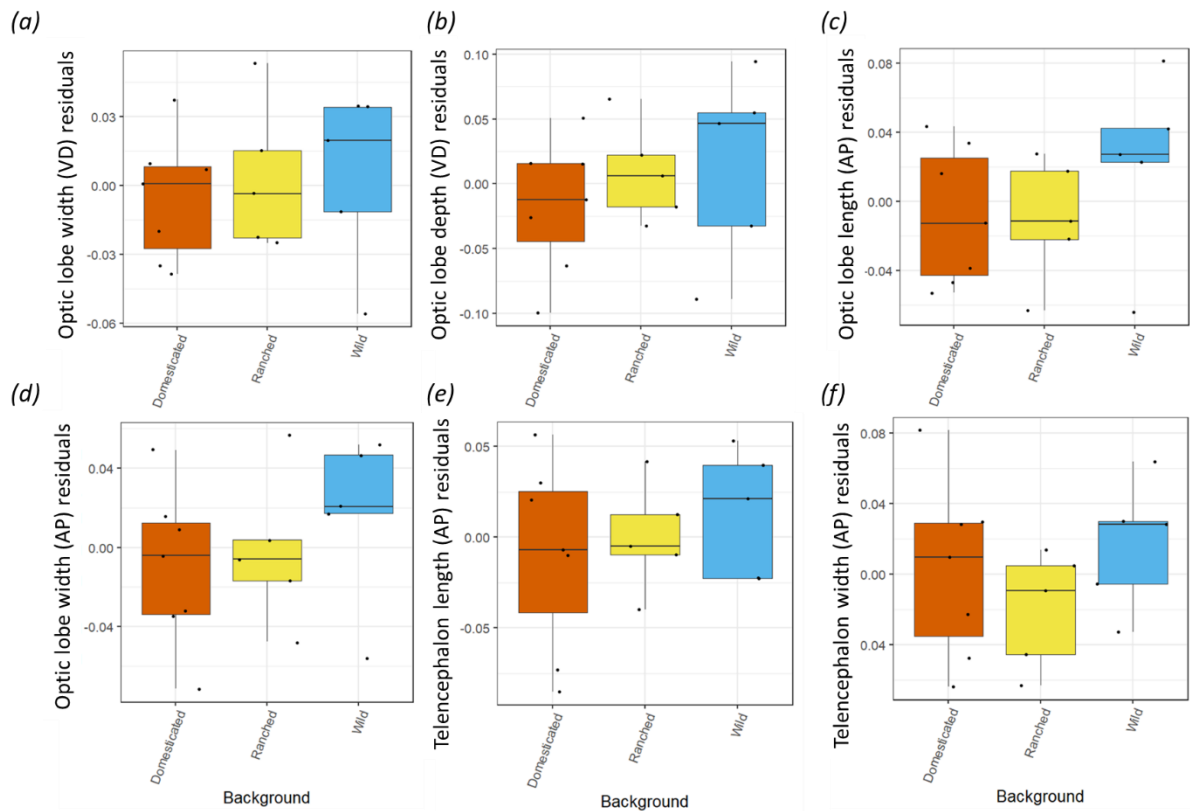 (a)
Optic lobe width (VD) residuals
0.03
0.00
-0.03
-0.06
Domesticated
Ranched
Wild
(b)
Optic lobe depth (VD) residuals
0.10
0.05
0.00
-0.05
-0.10
Domesticated
Ranched
Wild
(c)
Optic lobe length (AP) residuals
0.08
0.04
0.00
-0.04
Domesticated
Ranched
Wild
(d)
Optic lobe width (AP) residuals
0.04
0.00
-0.04
Domesticated
Ranched
Wild
Background
(e)
Telencephalon length (AP) residuals
0.05
0.00
-0.05
Domesticated
Ranched
Wild
Background
(f)
Telencephalon width (AP) residuals
0.08
0.04
0.00
0.04
Domesticated
Ranched
Wild
Background